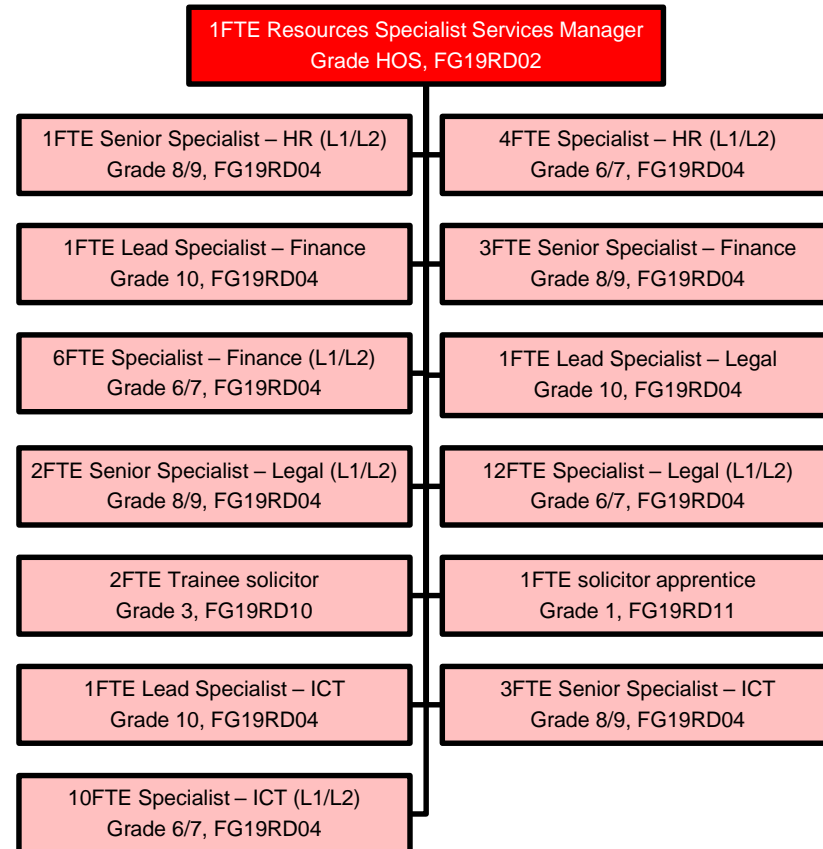 1FTE Resources Specialist Services Manager
Grade HOS, FG19RD02
1FTE Senior Specialist – HR (L1/L2)
Grade 8/9, FG19RD04
4FTE Specialist – HR (L1/L2)
Grade 6/7, FG19RD04
1FTE Lead Specialist – Finance
Grade 10, FG19RD04
3FTE Senior Specialist – Finance
Grade 8/9, FG19RD04
6FTE Specialist – Finance (L1/L2)
Grade 6/7, FG19RD04
1FTE Lead Specialist – Legal
Grade 10, FG19RD04
2FTE Senior Specialist – Legal (L1/L2)
Grade 8/9, FG19RD04
12FTE Specialist – Legal (L1/L2)
Grade 6/7, FG19RD04
2FTE Trainee solicitor
Grade 3, FG19RD10
1FTE solicitor apprentice
Grade 1, FG19RD11
1FTE Lead Specialist – ICT
Grade 10, FG19RD04
3FTE Senior Specialist – ICT
Grade 8/9, FG19RD04
10FTE Specialist – ICT (L1/L2)
Grade 6/7, FG19RD04